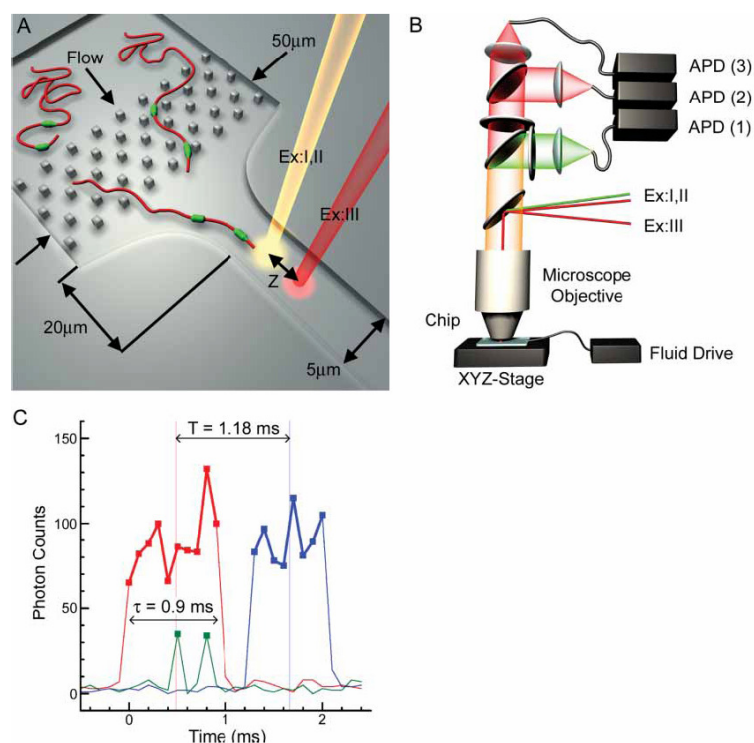 A
Flow
50μm
Ex:I,II
Ex:III
Z
20μm
5μm
B
APD (3)
APD (2)
APD (1)
Ex:I,II
Ex:III
Microscope
Objective
Chip
Fluid Drive
XYZ-Stage
C
T = 1.18 ms
τ = 0.9 ms
150
100
50
0
Photon Counts
0
1
2
Time (ms)